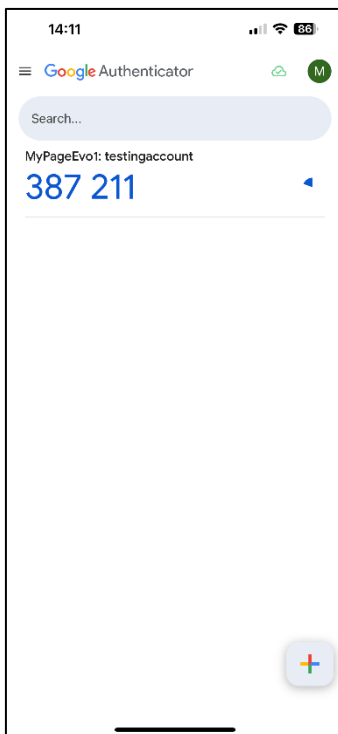 14:11
86
Google Authenticator
M
Search...
MyPageEvo1: testingaccount
387 211